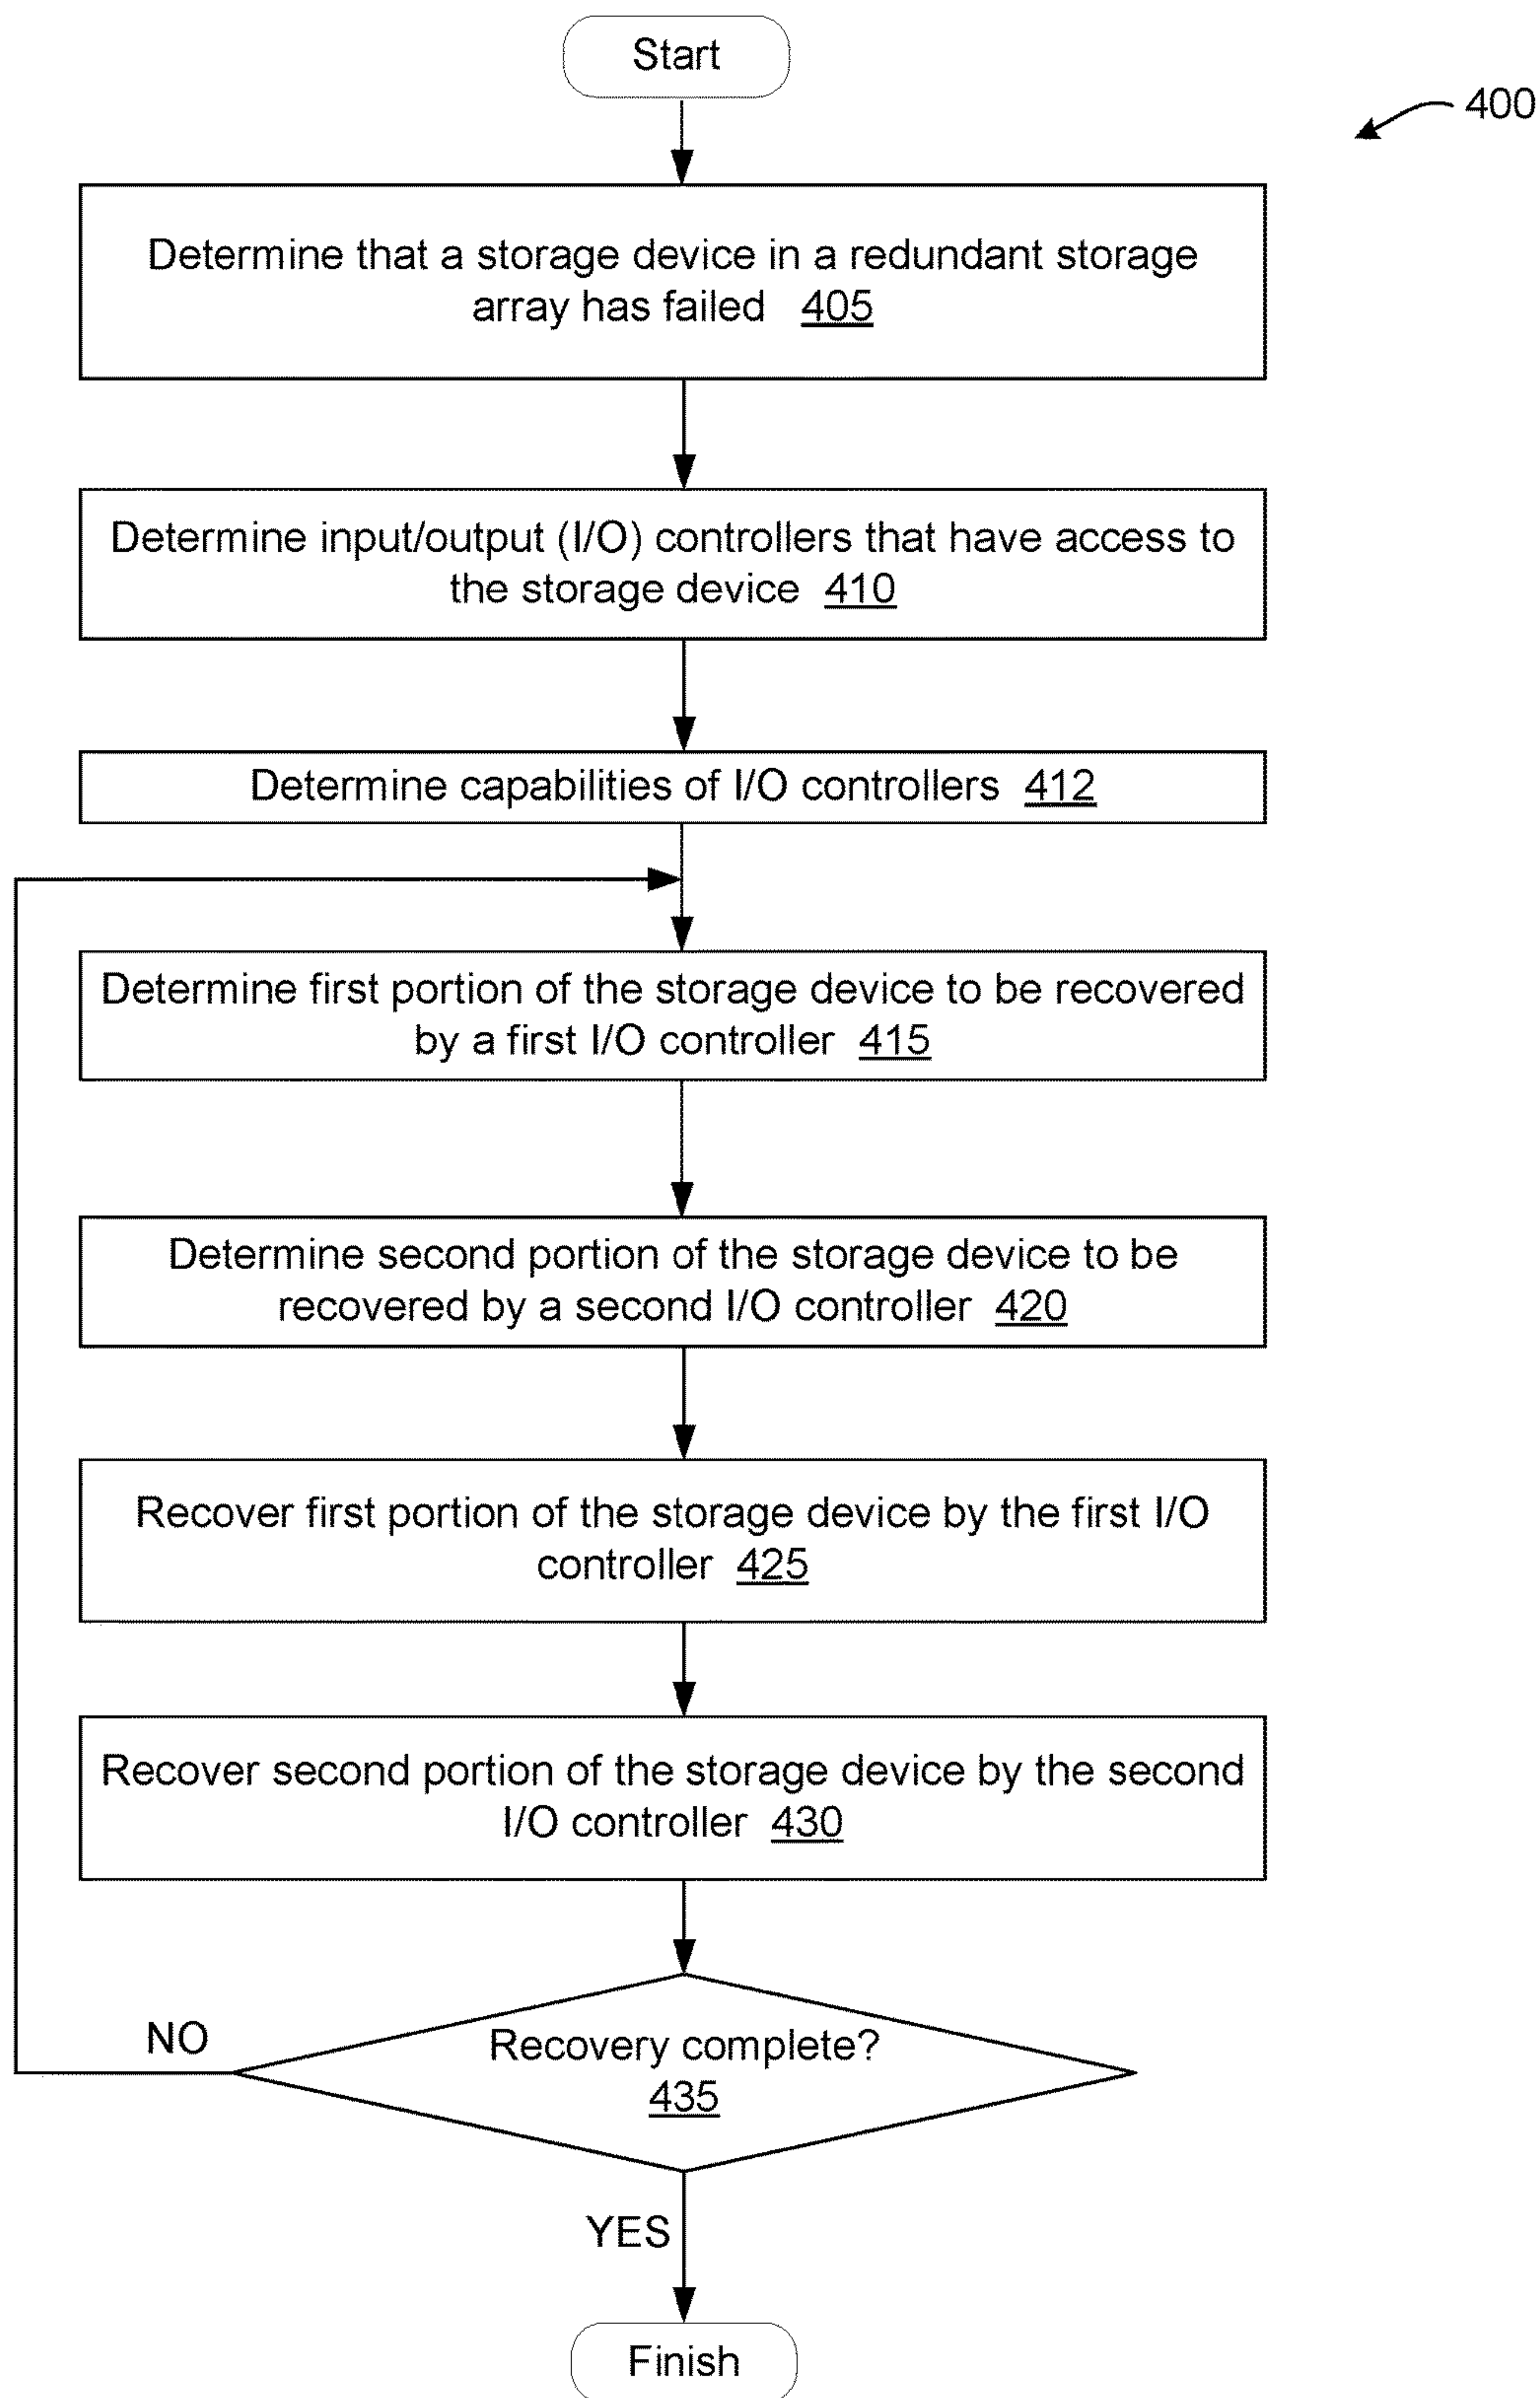 Start
400
Determine that a storage device in a redundant storage
array has failed 405
Determine input/output (I/O) controllers that have access to
the storage device 410
Determine capabilities of I/O controllers 412
Determine first portion of the storage device to be recovered
by a first I/O controller 415
Determine second portion of the storage device to be
recovered by a second I/O controller 420
Recover first portion of the storage device by the first I/O
controller 425
Recover second portion of the storage device by the second
I/O controller 430
NO
Recovery complete?
435
YES
Finish